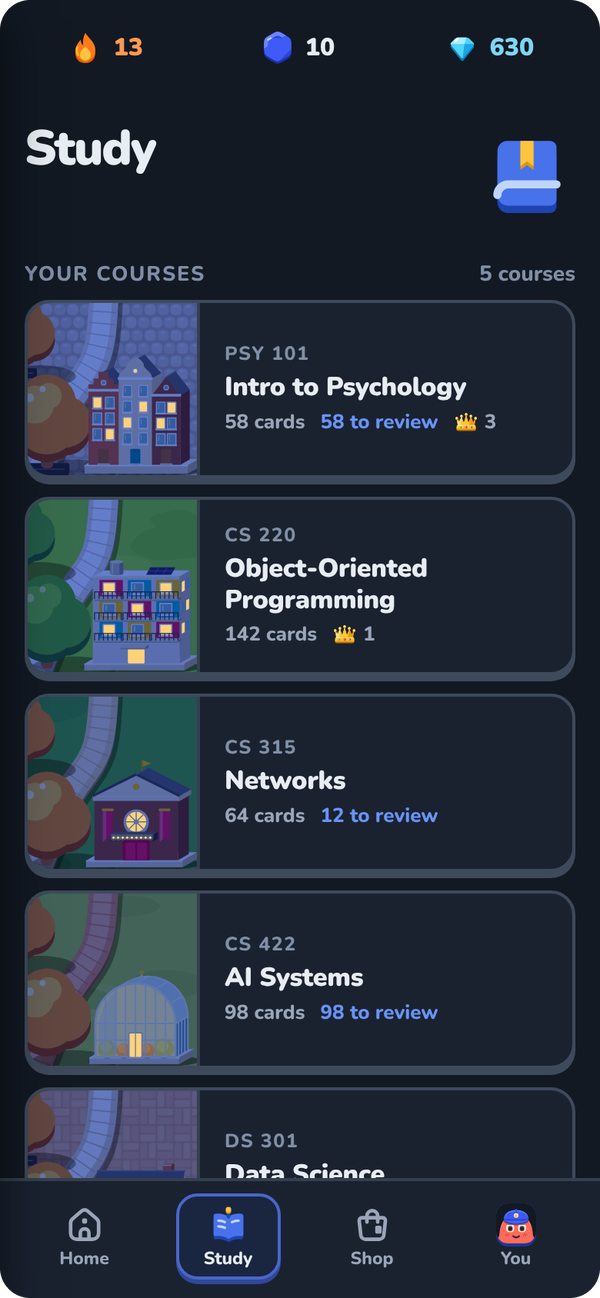 13
10
630
Study
YOUR COURSES
5 courses
PSY 101
Intro to Psychology
58 cards 58 to review 3
CS 220
Object-Oriented
Programming
142 cards 1
CS 315
Networks
64 cards 12 to review
CS 422
AI Systems
98 cards 98 to review
DS 301
Data Science
Home
Study
Shop
You